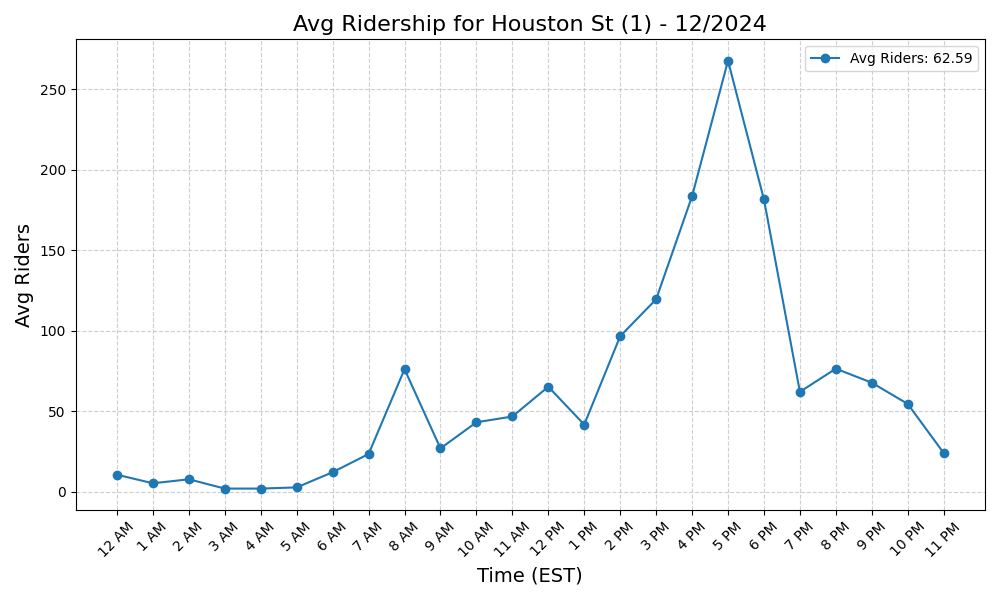 Avg Ridership for Houston St (1) - 12/2024
Avg Riders: 62.59
Avg Riders
250
200
150
100
50
0
12 AM
1 AM
2 AM
3 AM
4 AM
5 AM
6 AM
7 AM
8 AM
9 AM
10 AM
11 AM
12 PM
1 PM
2 PM
3 PM
4 PM
5 PM
6 PM
7 PM
8 PM
9 PM
10 PM
11 PM
Time (EST)